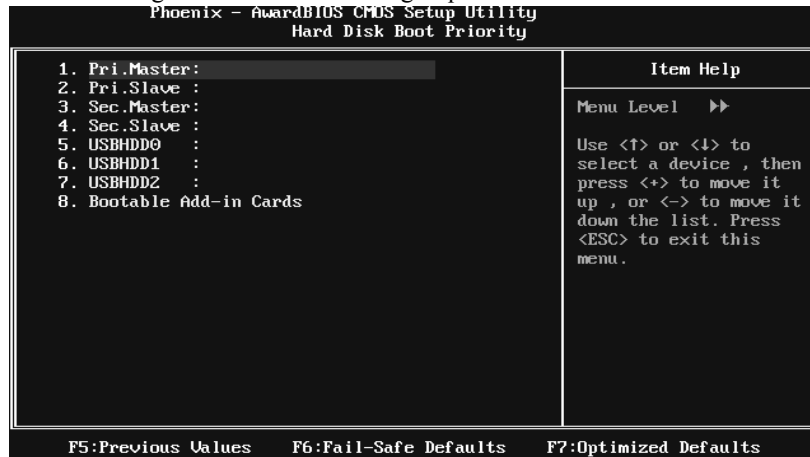 Phoenix - AwardBIOS CMOS Setup Utility
Hard Disk Boot Priority
1. Pri.Master:
2. Pri.Slave :
3. Sec.Master:
4. Sec.Slave :
5. USBHDD0 :
6. USBHDD1 :
7. USBHDD2 :
8. Bootable Add-in Cards
Item Help
Menu Level ▶▶
Use <↑> or <↓> to
select a device , then
press <+> to move it
up , or <-> to move it
down the list. Press
<ESC> to exit this
menu.
F5:Previous Values F6:Fail-Safe Defaults F7:Optimized Defaults